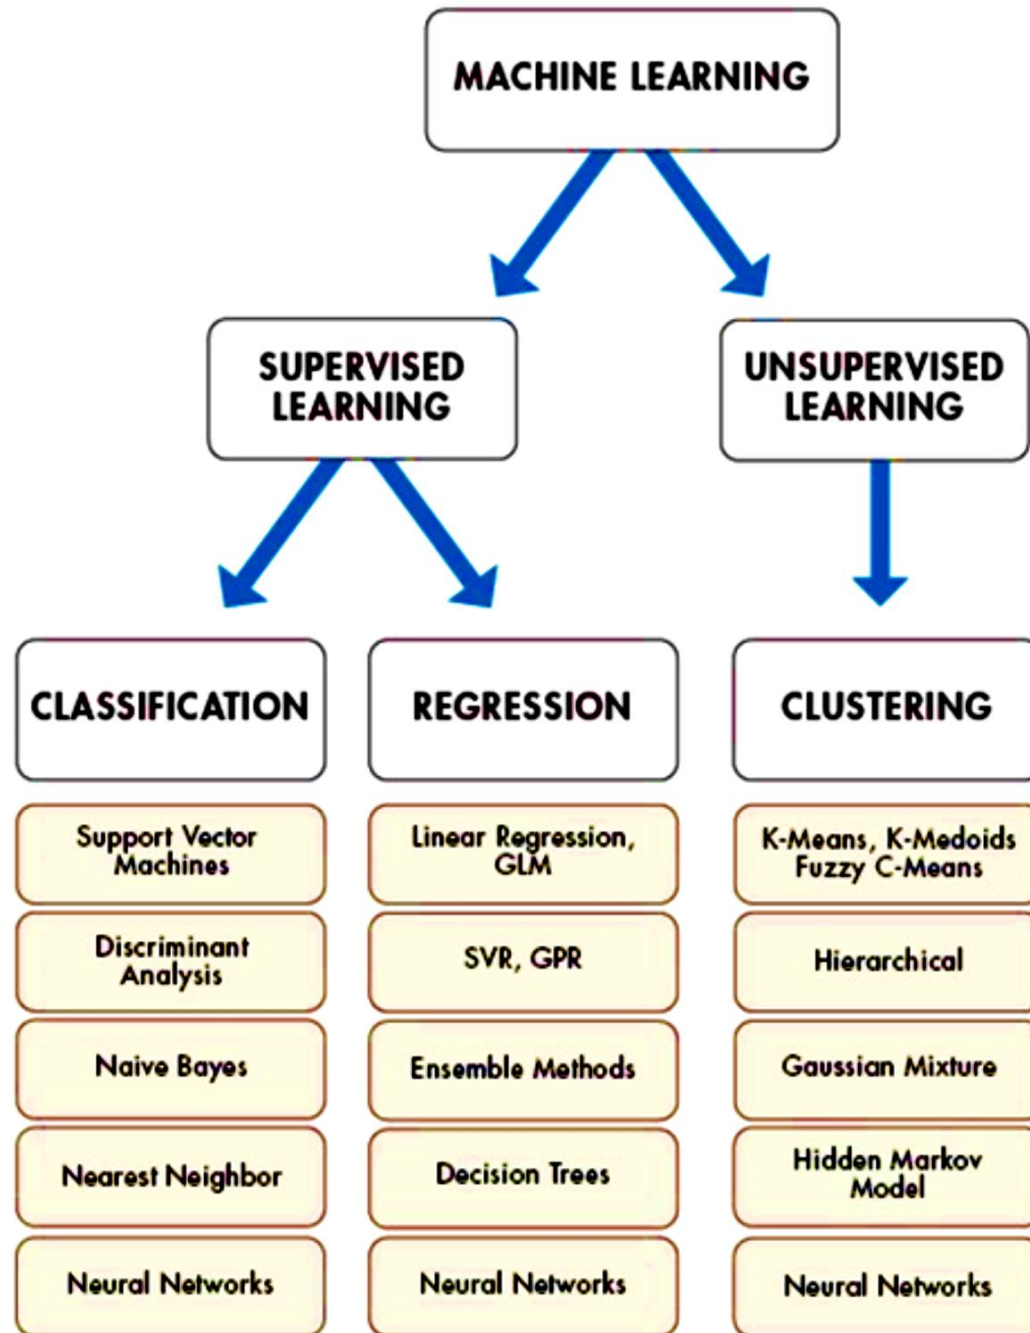 MACHINE LEARNING
SUPERVISED
LEARNING
UNSUPERVISED
LEARNING
CLASSIFICATION
Support Vector
Machines
Discriminant
Analysis
Naive Bayes
Nearest Neighbor
Neural Networks
REGRESSION
Linear Regression,
GLM
SVR, GPR
Ensemble Methods
Decision Trees
Neural Networks
CLUSTERING
K-Means, K-Medoids
Fuzzy C-Means
Hierarchical
Gaussian Mixture
Hidden Markov
Model
Neural Networks